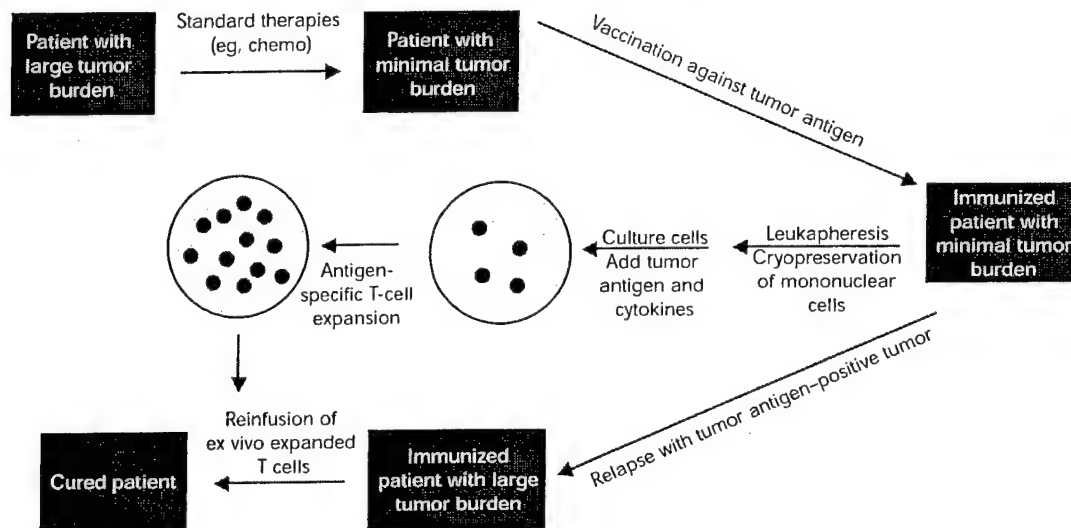 Patient with
large tumor
burden
Standard therapies
(eg, chemo)
Patient with
minimal tumor
burden
Vaccination against tumor antigen
Immunized
patient with
minimal tumor
burden
Leukapheresis
Cryopreservation
of mononuclear
cells
Culture cells
Add tumor
antigen and
cytokines
Antigen-
specific T-cell
expansion
Relapse with tumor antigen–positive tumor
Immunized
patient with large
tumor burden
Reinfusion of
ex vivo expanded
T cells
Cured patient